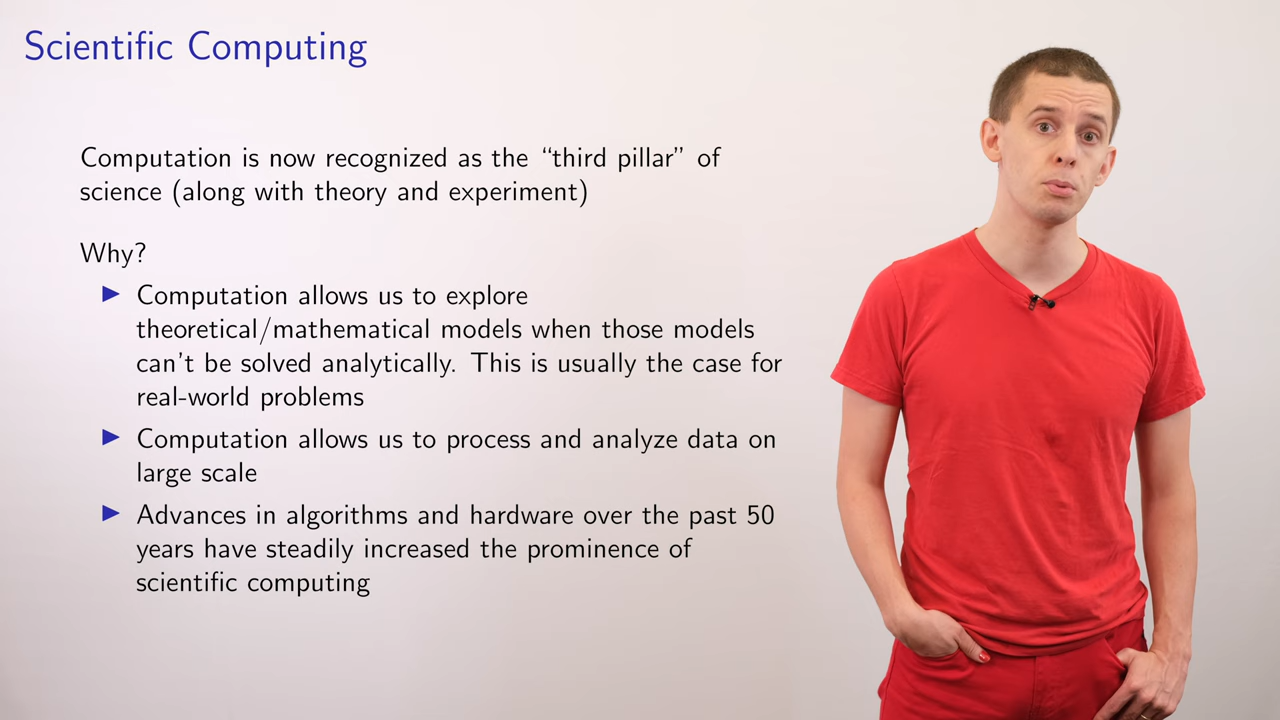 Scientific Computing
Computation is now recognized as the “third pillar” of
science (along with theory and experiment)
Why?
Computation allows us to explore
theoretical/mathematical models when those models
can't be solved analytically. This is usually the case for
real-world problems
Computation allows us to process and analyze data on
large scale
Advances in algorithms and hardware over the past 50
years have steadily increased the prominence of
scientific computing